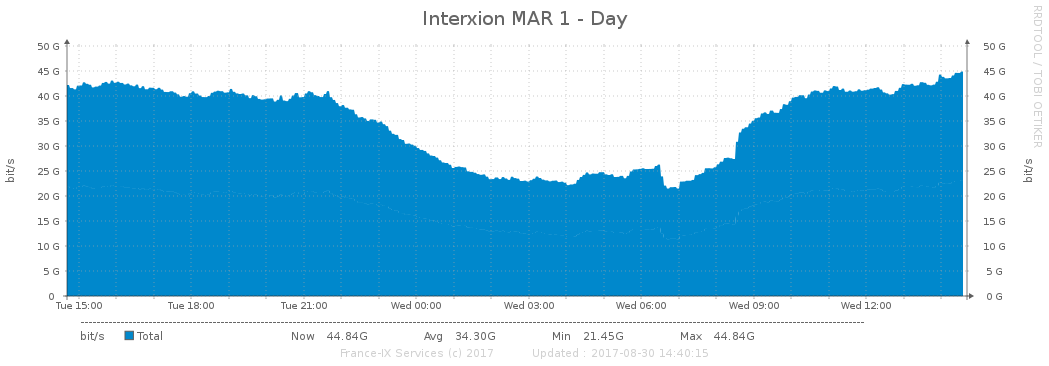 Interxion MAR 1 - Day
RRDTOOL / TOBI OETIKER
bit/s
bit/s
50 G 50 G
45 G 45 G
40 G 40 G
35 G 35 G
30 G 30 G
25 G 25 G
20 G 20 G
15 G 15 G
10 G 10 G
5 G 5 G
0 0 G
Tue 15:00 Tue 18:00 Tue 21:00 Wed 00:00 Wed 03:00 Wed 06:00 Wed 09:00 Wed 12:00
bit/s Total Now 44.84G Avg 34.30G Min 21.45G Max 44.84G
France-IX Services (c) 2017 Updated : 2017-08-30 14:40:15